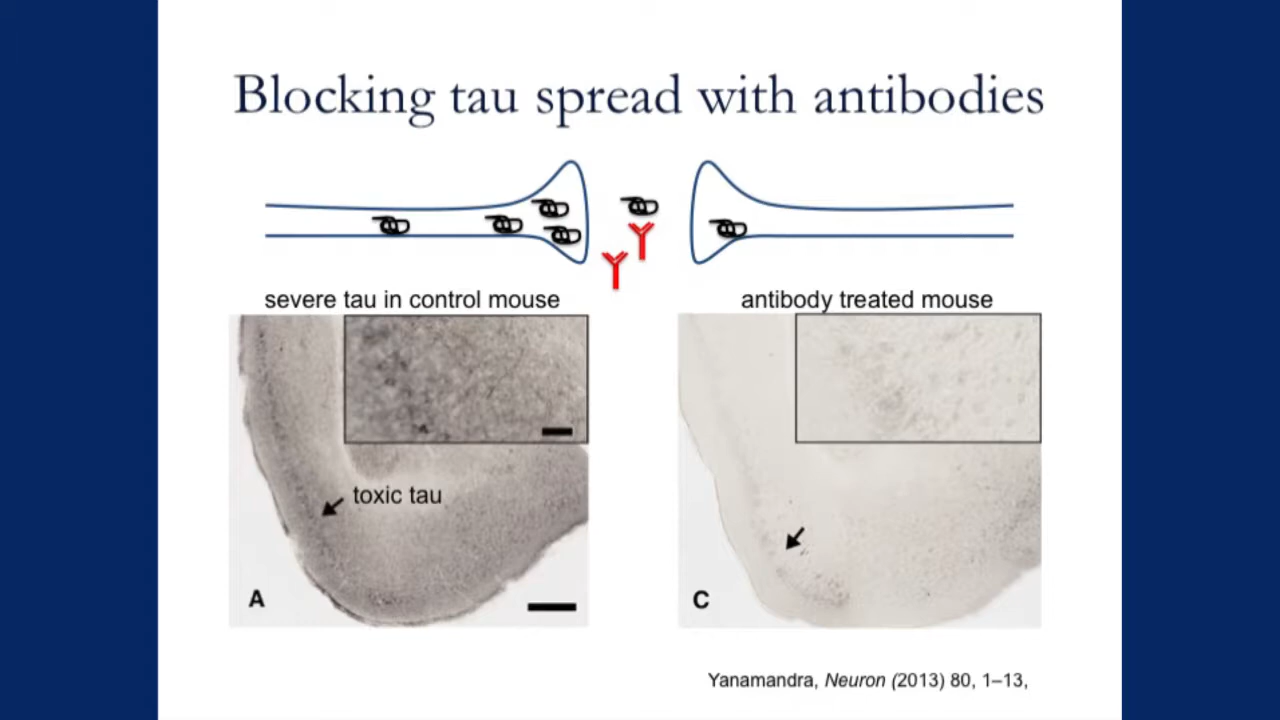 Blocking tau spread with antibodies
severe tau in control mouse
antibody treated mouse
toxic tau
A
C
Yanamandra, Neuron (2013) 80, 1–13,